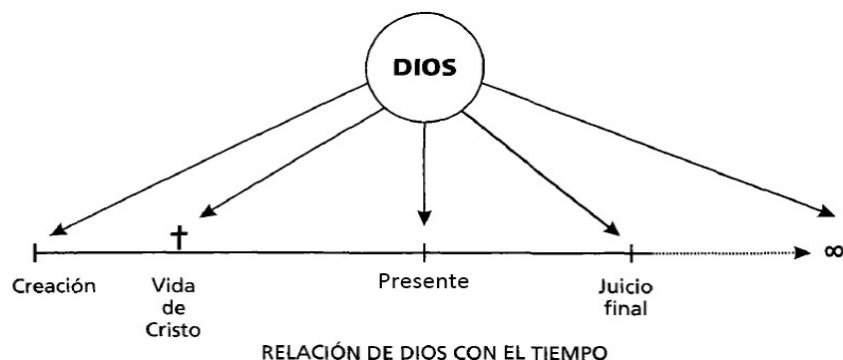 DIOS
†
∞
Creación
Vida
de
Cristo
Presente
Juicio
final
RELACIÓN DE DIOS CON EL TIEMPO